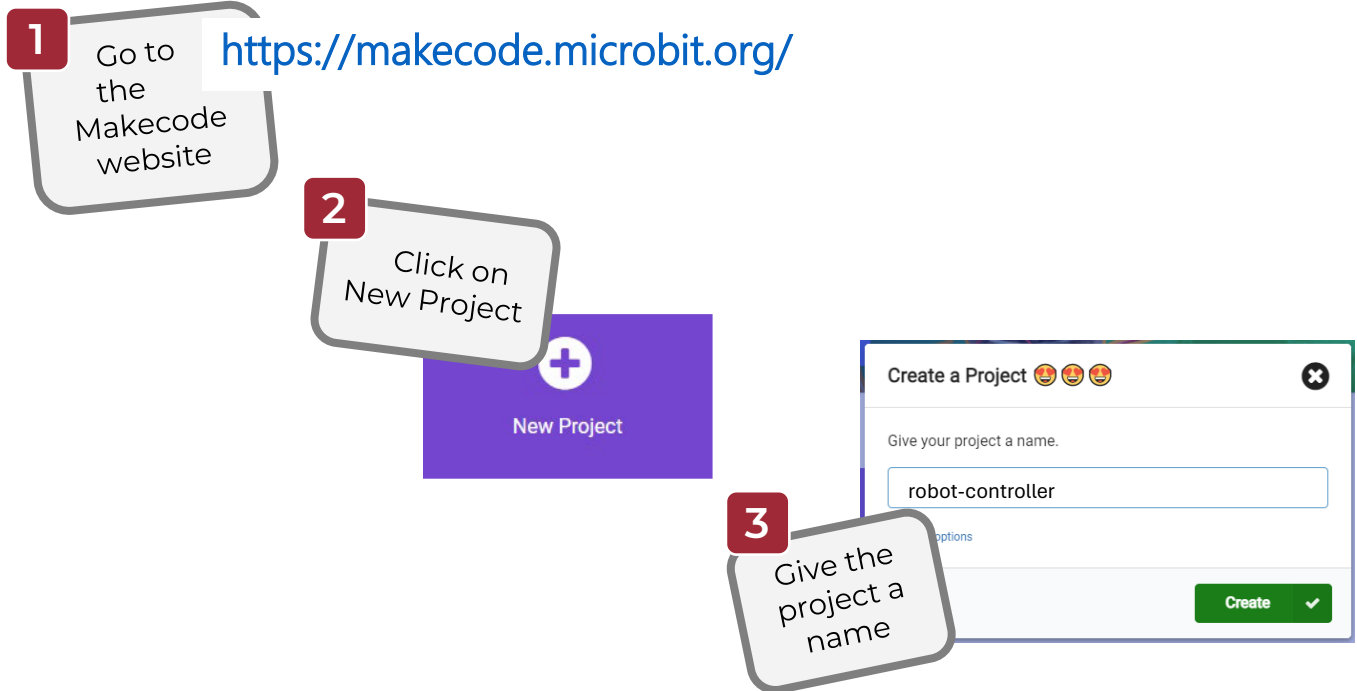 1
Go to
the
Makecode
website
https://makecode.microbit.org/
2
Click on
New Project
New Project
Create a Project
Give your project a name.
robot-controller
options
3
Give the
project a
name
Create